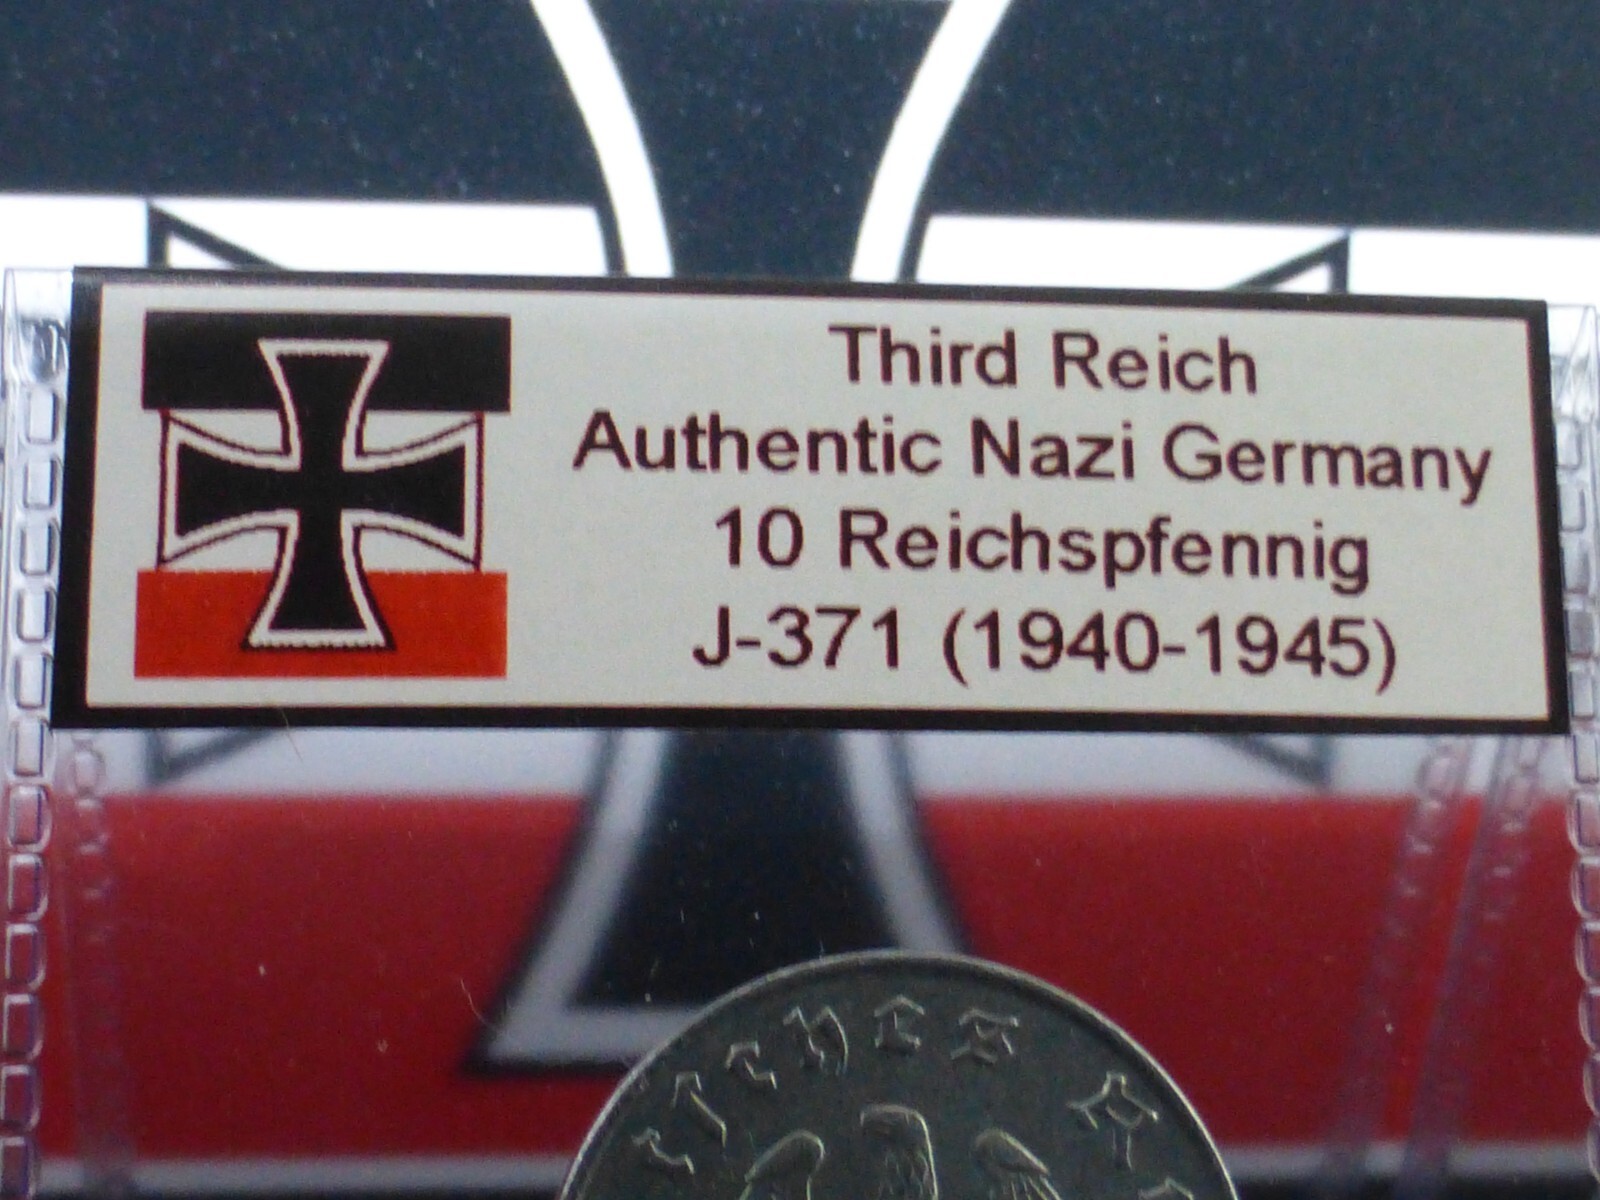 Third Reich
Authentic Nazi Germany
10 Reichspfennig
J-371 (1940-1945)